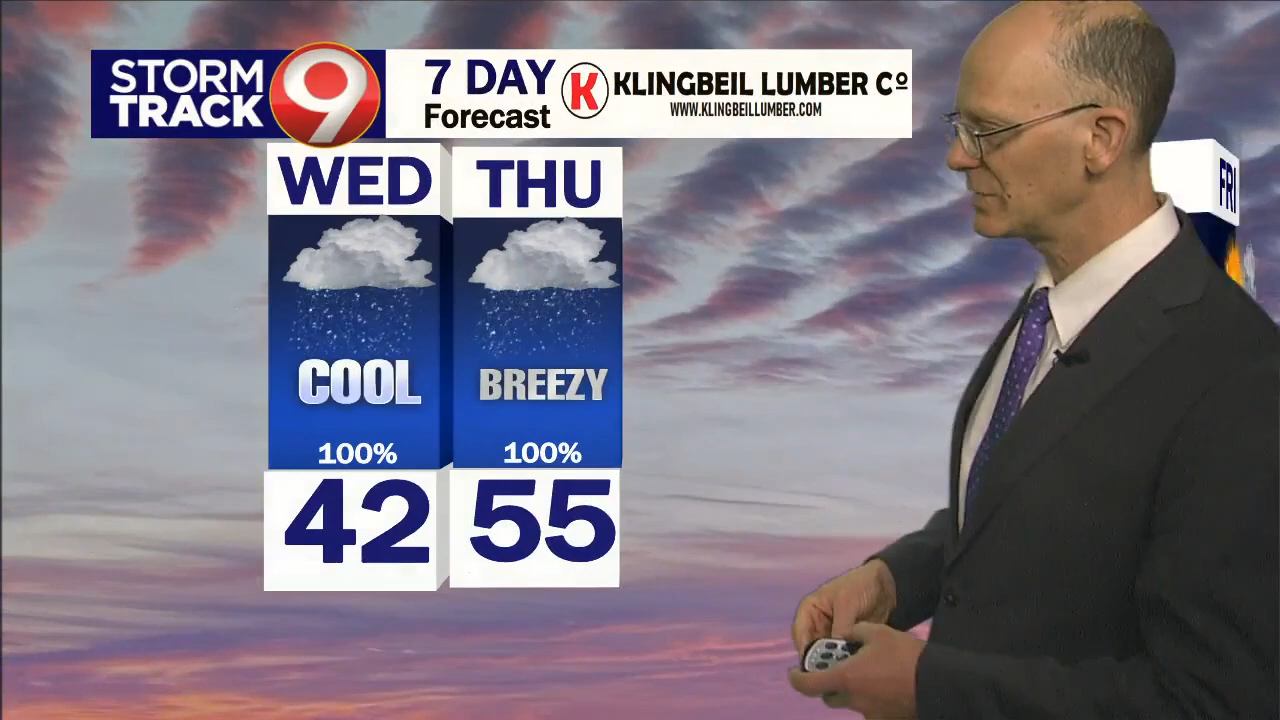 STORM
TRACK
9
7 DAY
Forecast
K
KLINGBEIL LUMBER Cº
WWW.KLINGBEILLUMBER.COM
WED
THU
FRI
COOL
BREEZY
100%
100%
42
55